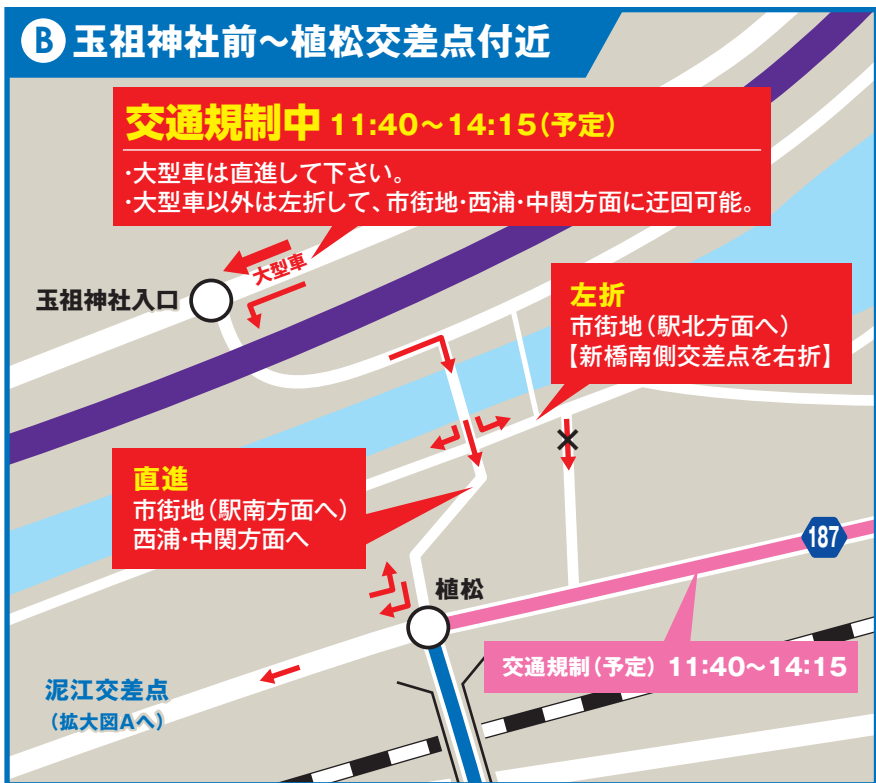 B 玉祖神社前～植松交差点付近
交通規制中 11:40～14:15(予定)
・大型車は直進して下さい。
・大型車以外は左折して、市街地・西浦・中関方面に迂回可能。
大型車
玉祖神社入口
左折
市街地(駅北方面へ)
【新橋南側交差点を右折】
直進
市街地(駅南方面へ)
西浦・中関方面へ
187
植松
交通規制(予定) 11:40～14:15
泥江交差点
(拡大図Aへ)